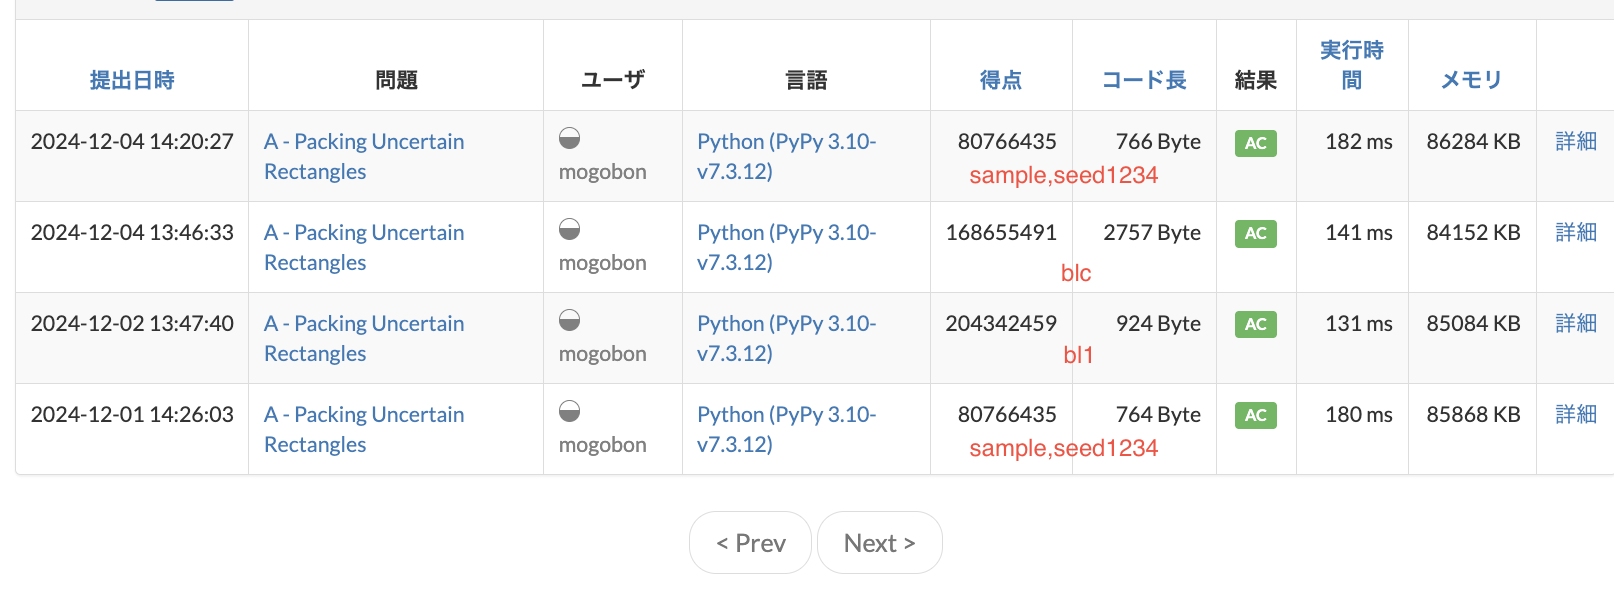 提出日時 問題 ユーザ 言語 得点 コード長 結果 実行時間 メモリ
2024-12-04 14:20:27 A - Packing Uncertain Rectangles mogobon Python (PyPy 3.10-v7.3.12) 80766435 766 Byte AC 182 ms 86284 KB 詳細
sample,seed1234
2024-12-04 13:46:33 A - Packing Uncertain Rectangles mogobon Python (PyPy 3.10-v7.3.12) 168655491 2757 Byte AC 141 ms 84152 KB 詳細
blc
2024-12-02 13:47:40 A - Packing Uncertain Rectangles mogobon Python (PyPy 3.10-v7.3.12) 204342459 924 Byte AC 131 ms 85084 KB 詳細
bl1
2024-12-01 14:26:03 A - Packing Uncertain Rectangles mogobon Python (PyPy 3.10-v7.3.12) 80766435 764 Byte AC 180 ms 85868 KB 詳細
sample,seed1234
< Prev Next >